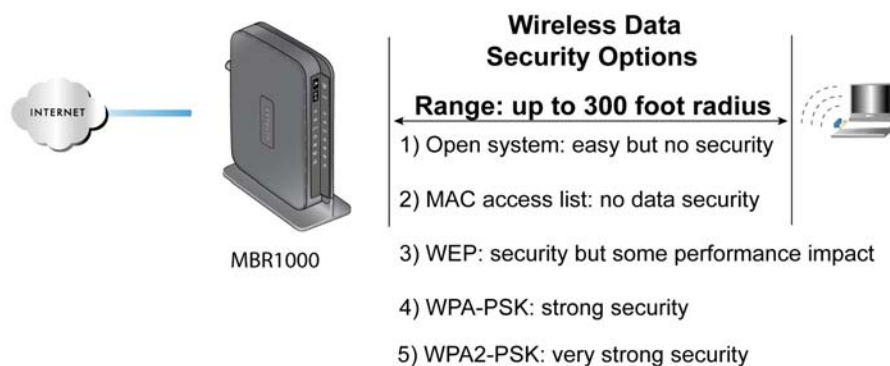 Wireless Data
Security Options
INTERNET
Range: up to 300 foot radius
1) Open system: easy but no security
2) MAC access list: no data security
MBR1000
3) WEP: security but some performance impact
4) WPA-PSK: strong security
5) WPA2-PSK: very strong security